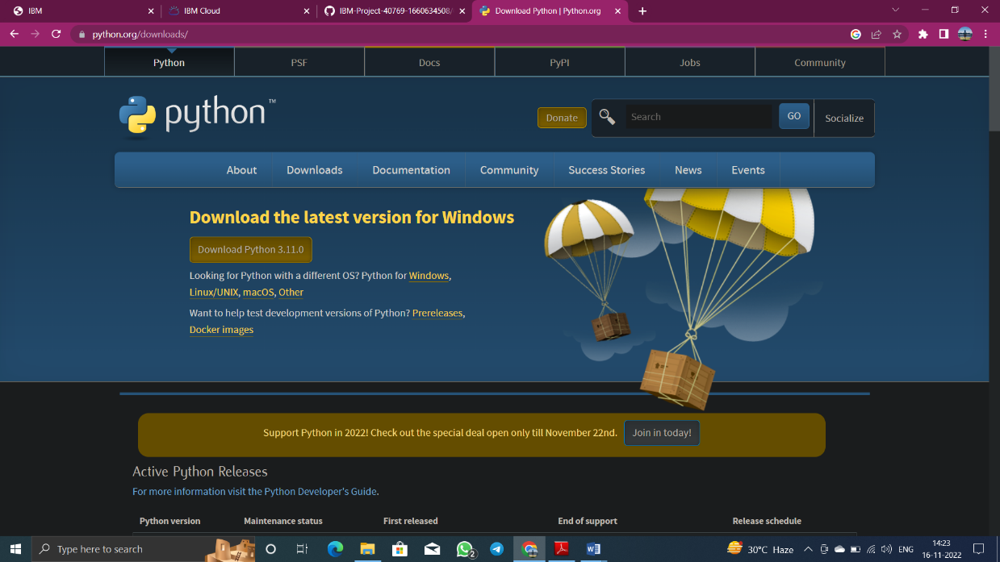 IBM
IBM Cloud
IBM-Project-40769-1660634508/
Download Python | Python.org
python.org/downloads/
Python PSF Docs PyPI Jobs Community
python™
Donate Search GO Socialize
About Downloads Documentation Community Success Stories News Events
Download the latest version for Windows
Download Python 3.11.0
Looking for Python with a different OS? Python for Windows,
Linux/UNIX, macOS, Other
Want to help test development versions of Python? Prereleases,
Docker images
Support Python in 2022! Check out the special deal open only till November 22nd. Join in today!
Active Python Releases
For more information visit the Python Developer's Guide.
Python version Maintenance status First released End of support Release schedule
Type here to search
2
30°C Haze
ENG
14:23
16-11-2022